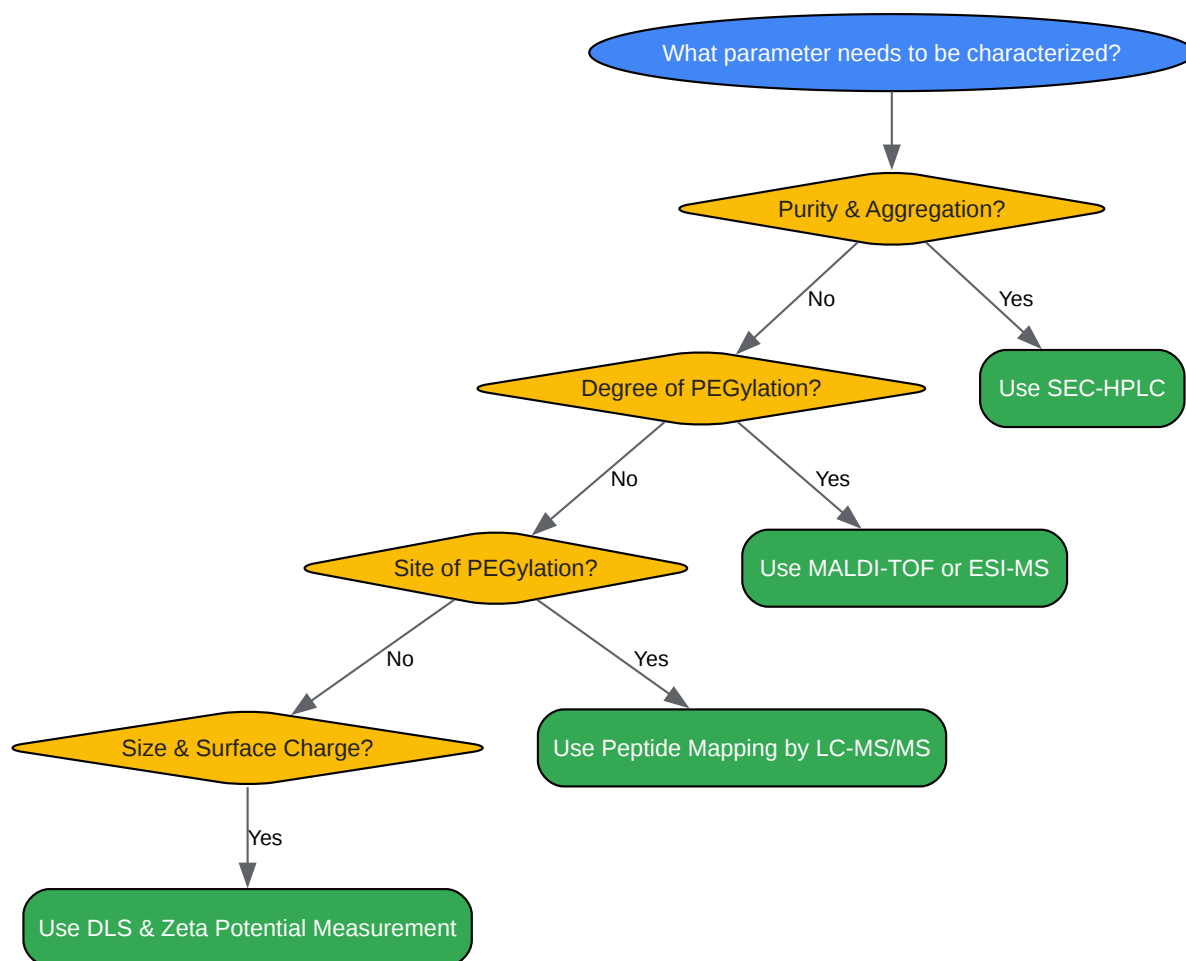 What parameter needs to be characterized?
Purity & Aggregation?
No
Yes
Degree of PEGylation?
Use SEC-HPLC
No
Yes
Site of PEGylation?
Use MALDI-TOF or ESI-MS
No
Yes
Size & Surface Charge?
Use Peptide Mapping by LC-MS/MS
Yes
Use DLS & Zeta Potential Measurement